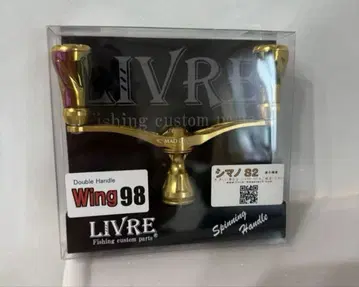 LIVRE
Fishing custom parts
Double Handle
Wing 98
シマノ S2
LIVRE®
Fishing custom parts
Spinning
Handle